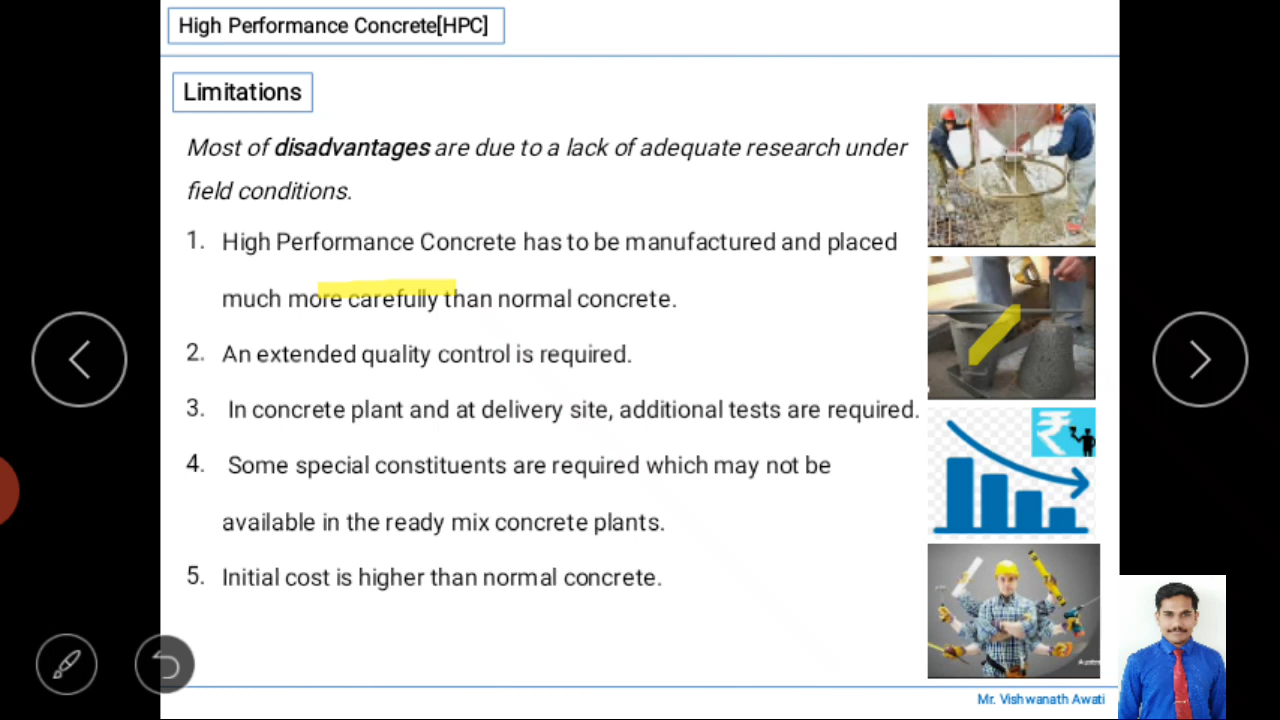 High Performance Concrete[HPC]
Limitations
Most of disadvantages are due to a lack of adequate research under
field conditions.
1. High Performance Concrete has to be manufactured and placed
much more carefully than normal concrete.
2. An extended quality control is required.
3. In concrete plant and at delivery site, additional tests are required.
4. Some special constituents are required which may not be
available in the ready mix concrete plants.
5. Initial cost is higher than normal concrete.
₹
Mr. Vishwanath Awati